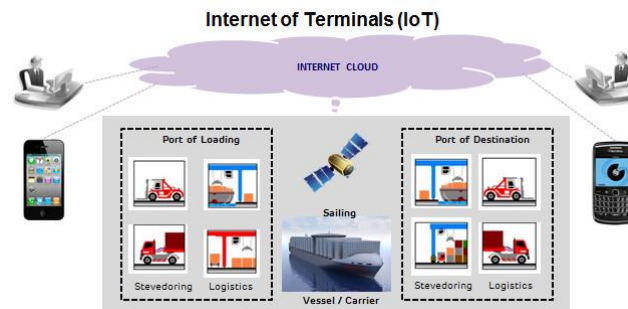 Internet of Terminals (IoT)
INTERNET CLOUD
Port of Loading
Port of Destination
Sailing
Stevedoring Logistics
Vessel / Carrier
Stevedoring Logistics